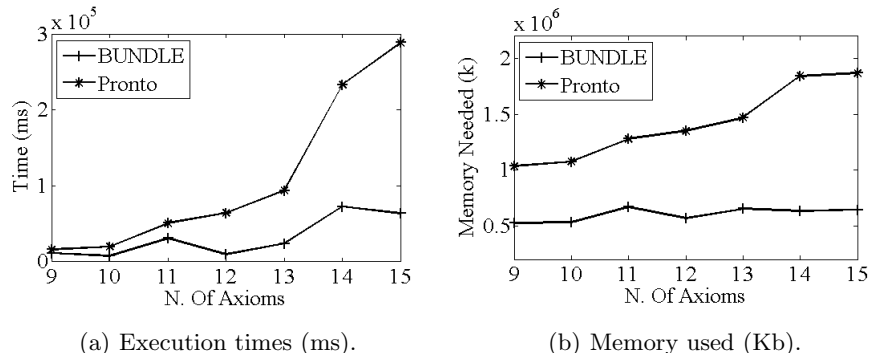 x 10^5
3
2
1
0
Time (ms)
BUNDLE
Pronto
9 10 11 12 13 14 15
N. Of Axioms
(a) Execution times (ms).
x 10^6
2
1.5
1
0.5
Memory Needed (k)
BUNDLE
Pronto
9 10 11 12 13 14 15
N. Of Axioms
(b) Memory used (Kb).